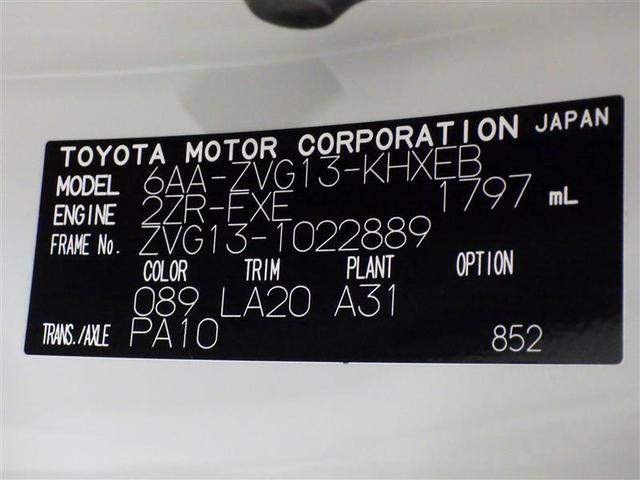 TOYOTA MOTOR CORPORATION JAPAN
MODEL 6AA-ZVG13-KHXEB
ENGINE 2ZR-FXE 1797 mL
FRAME No. ZVG13-1022889
COLOR TRIM PLANT OPTION
089 LA20 A31
TRANS./AXLE PA10 852